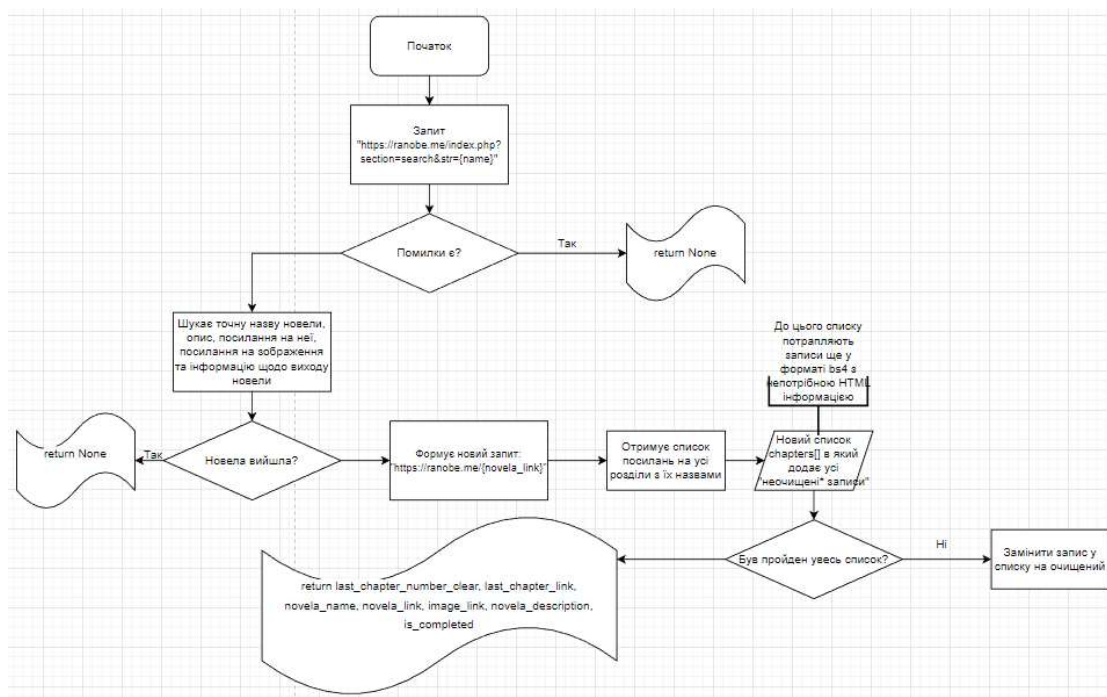 Початок
Запит
"https://ranobe.me/index.php?
section=search&str={name}"
Помилки є?
Так
return None
Шукає точну назву новели,
опис, посилання на неї,
посилання на зображення
та інформацію щодо виходу
новели
До цього списку
потрапляють
записи ще у
форматі bs4 з
непотрібною HTML
інформацією
return None
Так
Новела вийшла?
Формує новий запит:
"https://ranobe.me/{novela_link}"
Отримує список
посилань на усі
розділи з їх назвами
Новий список
chapters[] в який
додає усі
"неочищені* записи"
Був пройден увесь список?
Ні
Замінити запис у
списку на очищений
return last_chapter_number_clear, last_chapter_link,
novela_name, novela_link, image_link, novela_description,
is_completed